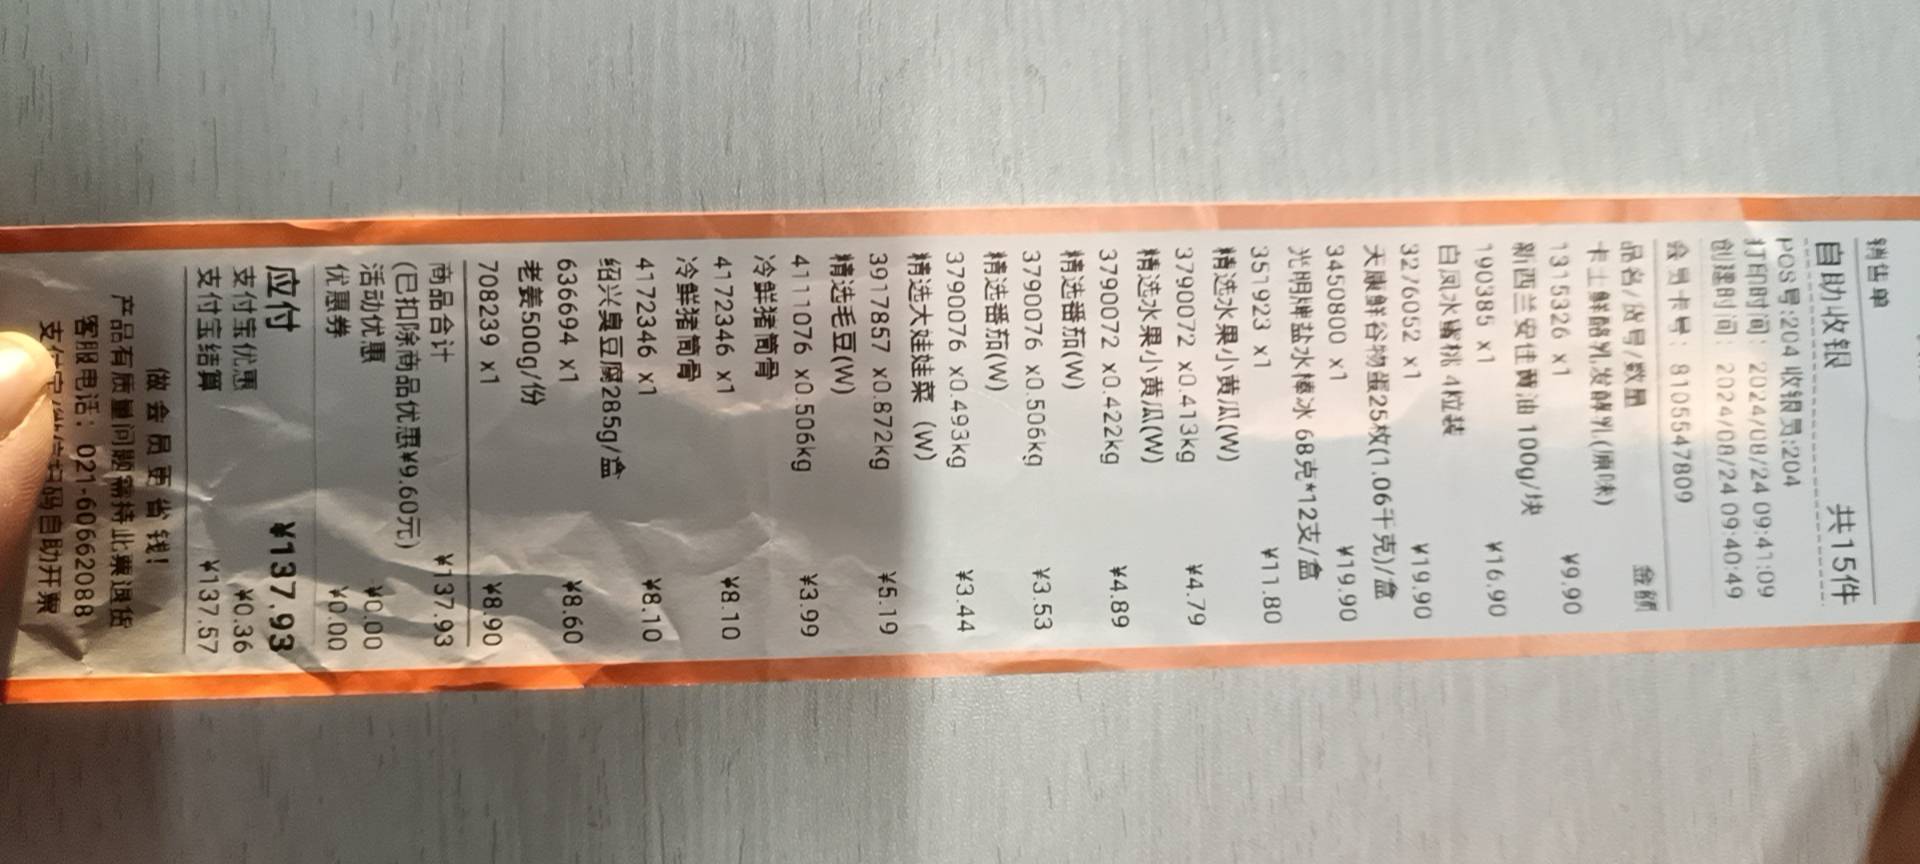 销售单
自助收银 共15件
POS号:204 收银员:204
打印时间: 2024/08/24 09:41:09
创建时间: 2024/08/24 09:40:49
会员卡号: 8105547809
品名/货号/数量 金额
卡士鲜酪乳发酵乳(原味)
1315326 x1 ¥9.90
新西兰安佳黄油 100g/块
190385 x1 ¥16.90
白凤水蜜桃 4粒装
3276052 x1 ¥19.90
天康鲜谷物蛋25枚(1.06千克)/盒
3450800 x1 ¥19.90
光明牌盐水棒冰 68克*12支/盒
351923 x1 ¥11.80
精选水果小黄瓜(W)
3790072 x0.413kg ¥4.79
精选水果小黄瓜(W)
3790072 x0.422kg ¥4.89
精选番茄(W)
3790076 x0.506kg ¥3.53
精选番茄(W)
3790076 x0.493kg ¥3.44
精选大娃娃菜 (W)
3917857 x0.872kg ¥5.19
精选毛豆(W)
4111076 x0.506kg ¥3.99
冷鲜猪筒骨
4172346 x1 ¥8.10
冷鲜猪筒骨
4172346 x1 ¥8.10
绍兴臭豆腐285g/盒
636694 x1 ¥8.60
老姜500g/份
708239 x1 ¥8.90
商品合计 ¥137.93
(已扣除商品优惠¥9.60元)
活动优惠 ¥0.00
优惠券 ¥0.00
应付 ¥137.93
支付宝优惠 ¥0.36
支付宝结算 ¥137.57
做会员更省钱!
产品有质量问题需持此票退货
客服电话: 021-60662088
支付宝/微信扫码自助开票